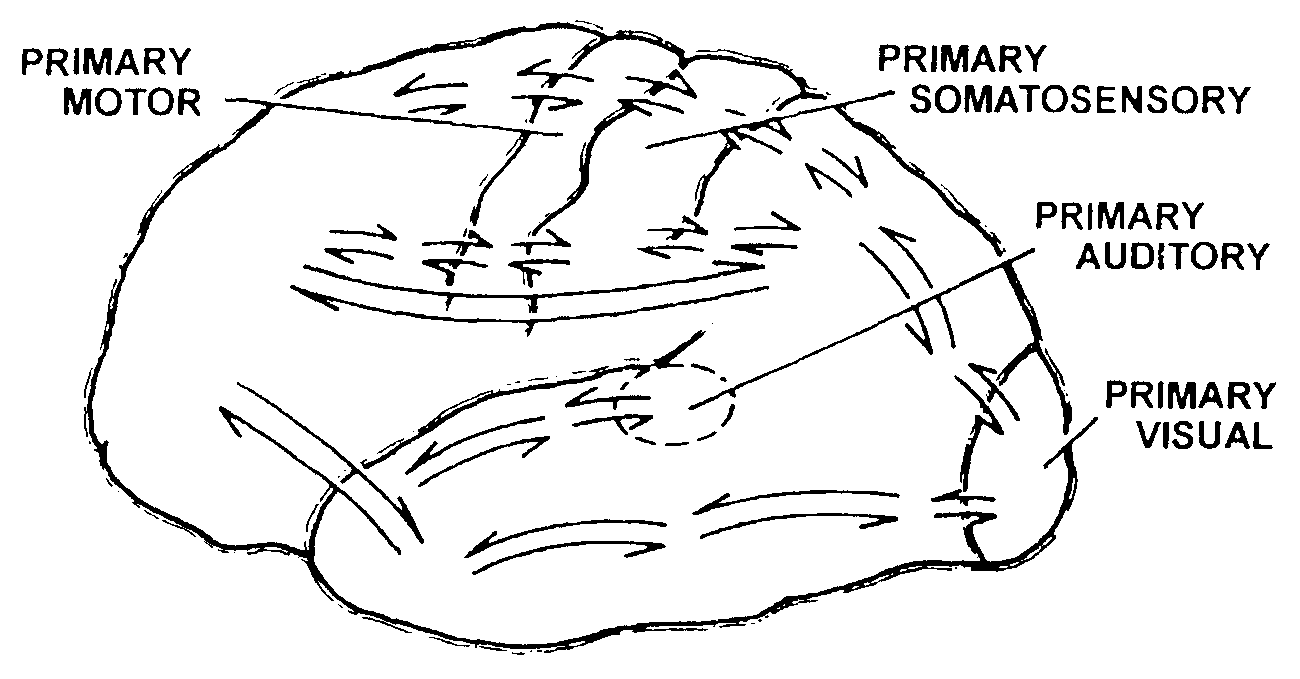 PRIMARY
MOTOR
PRIMARY
SOMATOSENSORY
PRIMARY
AUDITORY
PRIMARY
VISUAL